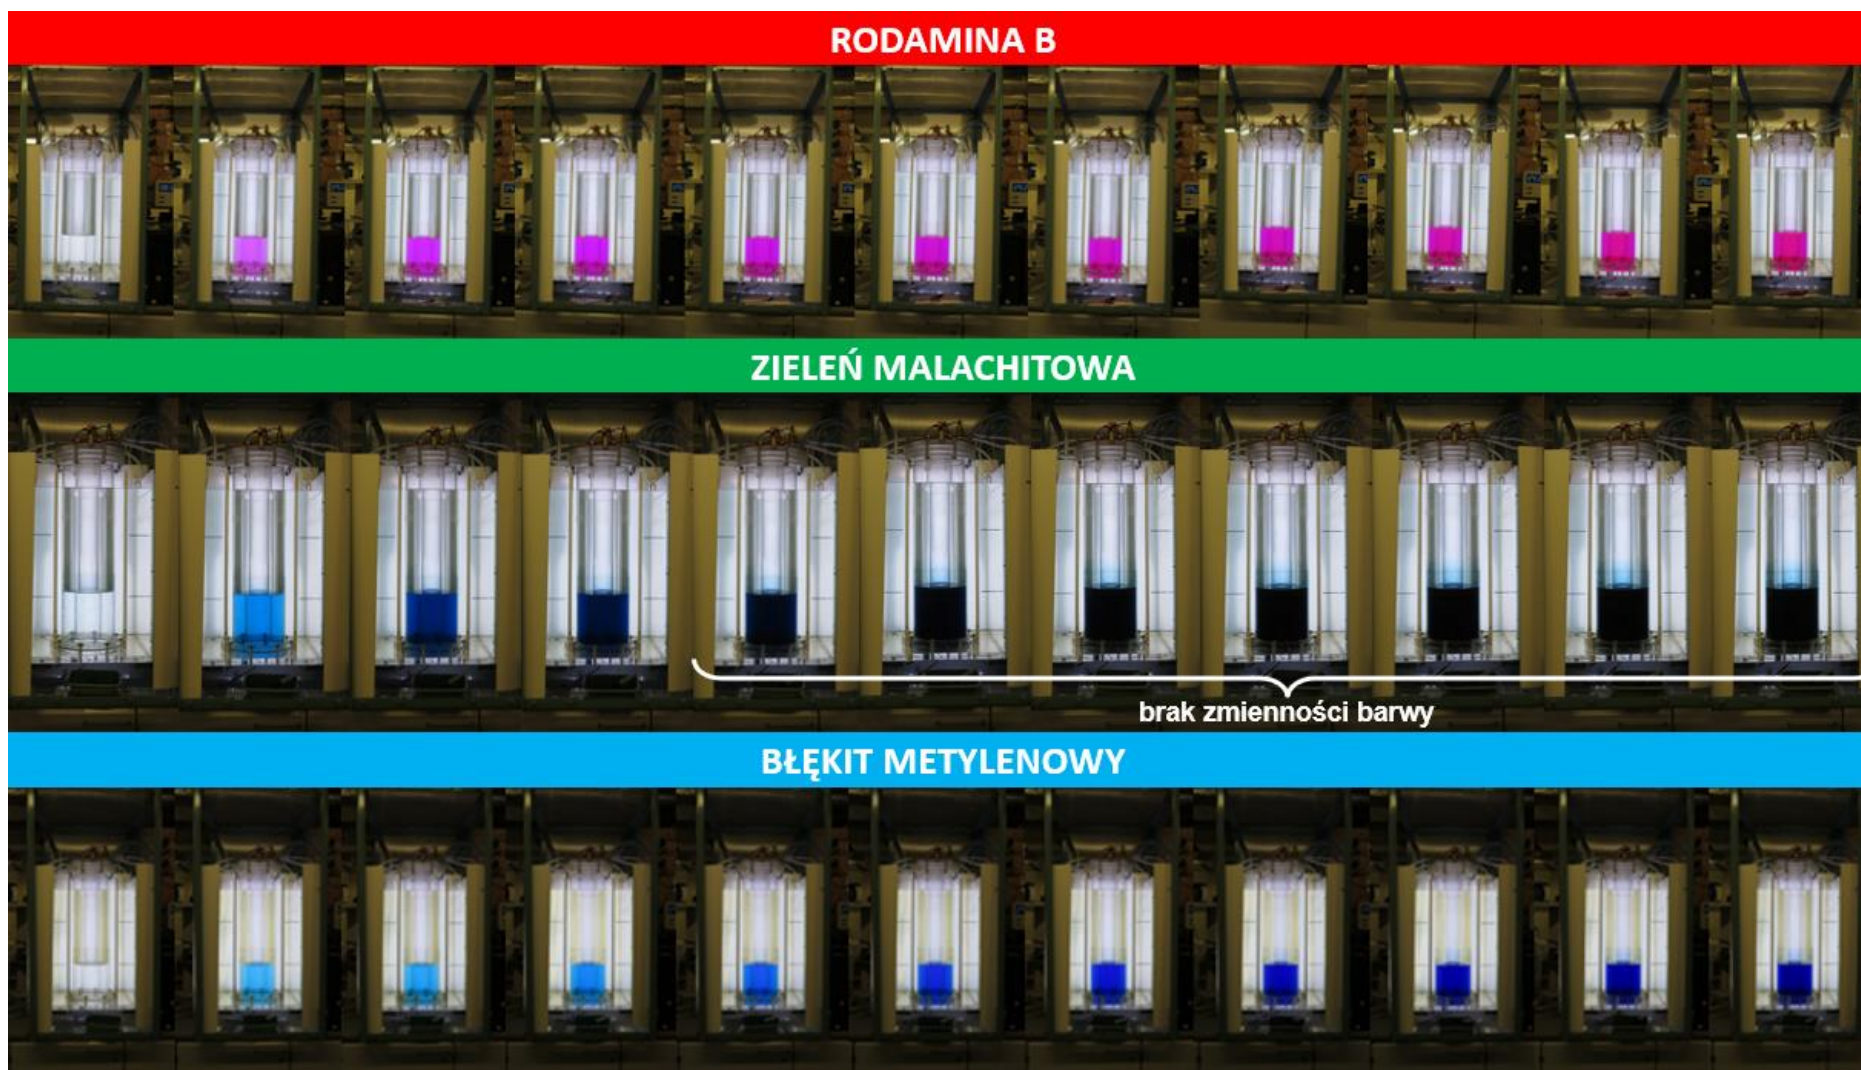 RODAMINA B
ZIELEŃ MALACHITOWA
brak zmienności barwy
BŁĘKIT METYLENOWY